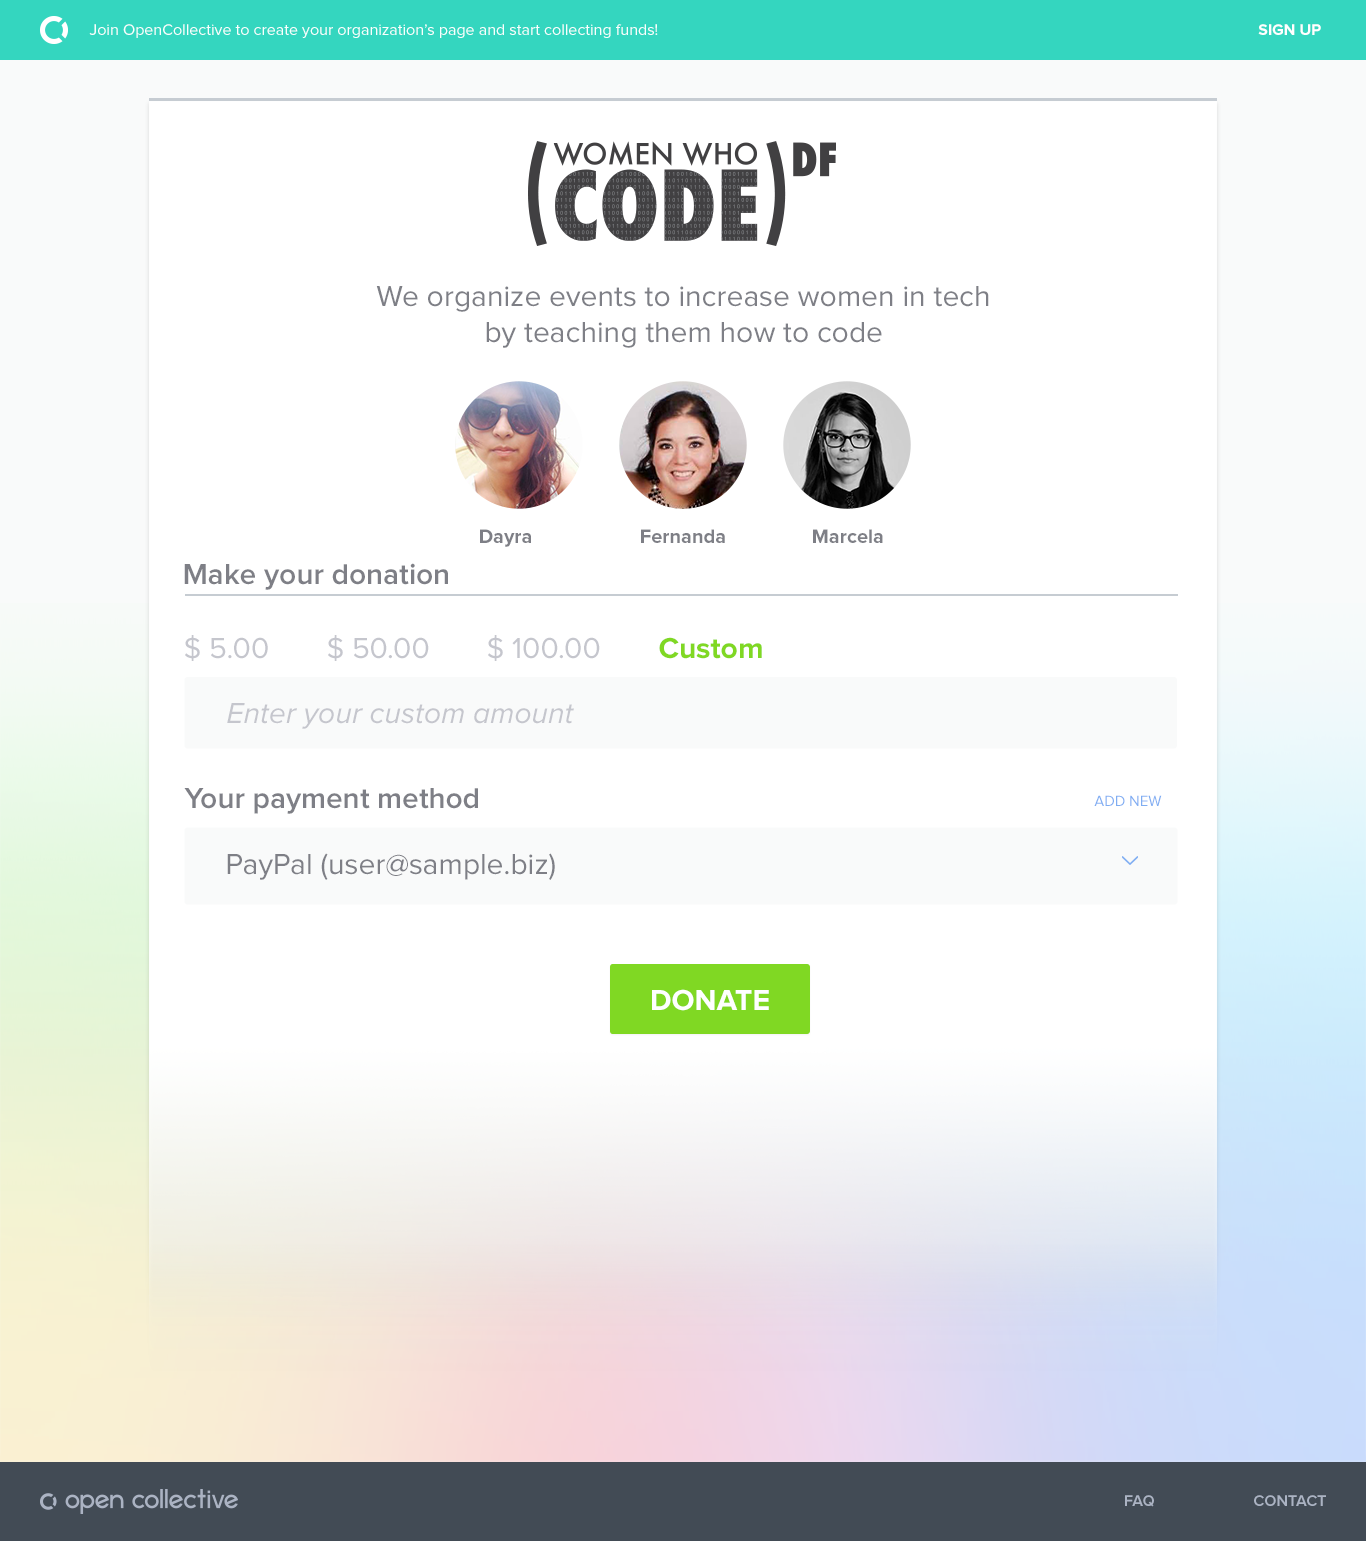 Join OpenCollective to create your organization’s page and start collecting funds!
SIGN UP
(WOMEN WHO
CODE) DF
We organize events to increase women in tech
by teaching them how to code
Dayra
Fernanda
Marcela
Make your donation
$ 5.00
$ 50.00
$ 100.00
Custom
Enter your custom amount
Your payment method
ADD NEW
PayPal (user@sample.biz)
DONATE
open collective
FAQ
CONTACT